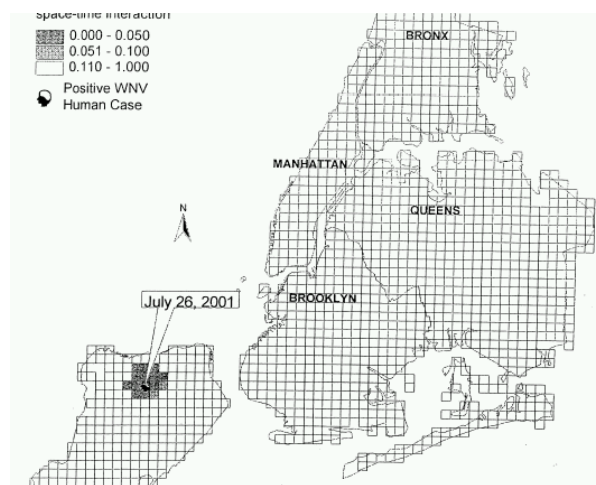 space-time interaction
0.000 - 0.050
0.051 - 0.100
0.110 - 1.000
Positive WNV
Human Case
BRONX
MANHATTAN
QUEENS
N
BROOKLYN
July 26, 2001